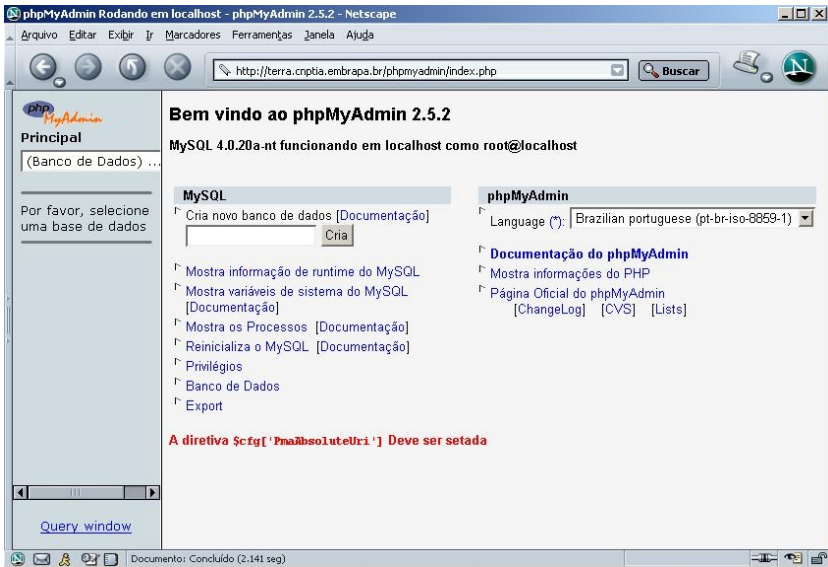 phpMyAdmin Rodando em localhost - phpMyAdmin 2.5.2 - Netscape
Arquivo Editar Exibir Ir Marcadores Ferramentas Janela Ajuda
http://terra.cnptia.embrapa.br/phpmyadmin/index.php
Buscar
N
php
MyAdmin
Principal
(Banco de Dados) ...
Por favor, selecione
uma base de dados
Query window
Bem vindo ao phpMyAdmin 2.5.2
MySQL 4.0.20a-nt funcionando em localhost como root@localhost
MySQL
Cria novo banco de dados [Documentação]
Cria
Mostra informação de runtime do MySQL
Mostra variáveis de sistema do MySQL
[Documentação]
Mostra os Processos [Documentação]
Reinicializa o MySQL [Documentação]
Privilégios
Banco de Dados
Export
phpMyAdmin
Language (*): Brazilian portuguese (pt-br-iso-8859-1)
Documentação do phpMyAdmin
Mostra informações do PHP
Página Oficial do phpMyAdmin
[ChangeLog] [CVS] [Lists]
A diretiva $cfg['PmaAbsoluteUri'] Deve ser setada
Documento: Concluído (2.141 seg)